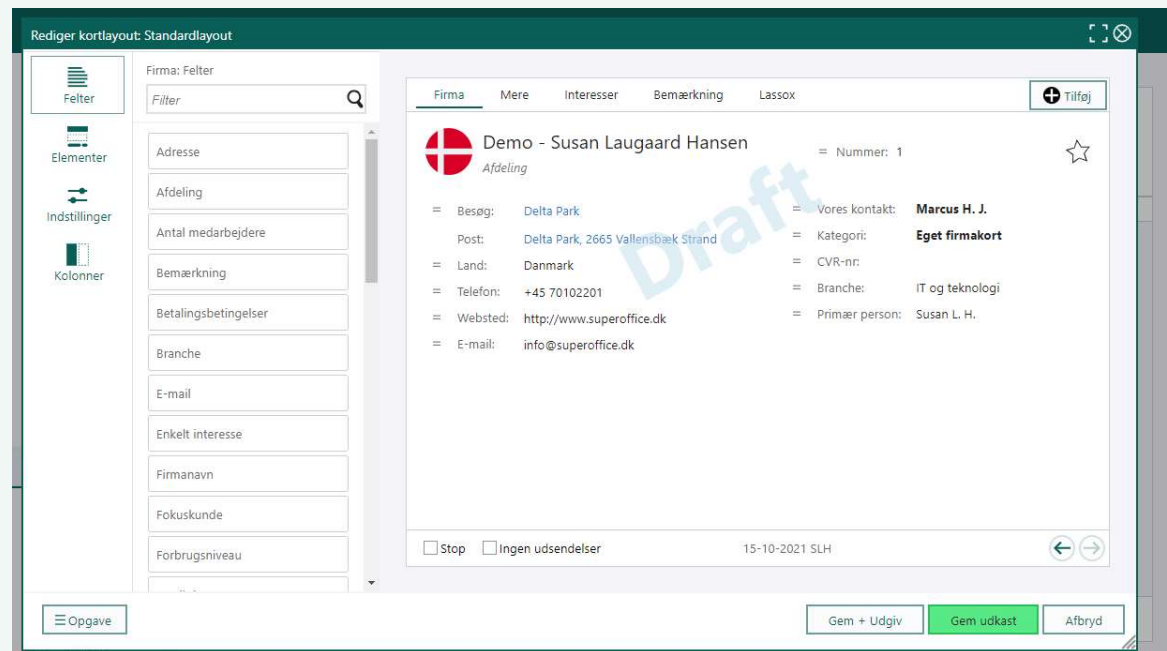 Rediger kortlayout: Standardlayout
Felter
Elementer
Indstillinger
Kolonner
Firma: Felter
Filter
Adresse
Afdeling
Antal medarbejdere
Bemærkning
Betalingsbetingelser
Branche
E-mail
Enkelt interesse
Firmanavn
Fokuskunde
Forbrugsniveau
Firma Mere Interesser Bemærkning Lassox Tilføj
Demo - Susan Laugaard Hansen
Afdeling
= Nummer: 1
= Besøg: Delta Park
Post: Delta Park, 2665 Vallensbæk Strand
= Land: Danmark
= Telefon: +45 70102201
= Websted: http://www.superoffice.dk
= E-mail: info@superoffice.dk
= Vores kontakt: Marcus H. J.
= Kategori: Eget firmakort
= CVR-nr:
= Branche: IT og teknologi
= Primær person: Susan L. H.
Draft
Stop Ingen udsendelser 15-10-2021 SLH
Opgave Gem + Udgiv Gem udkast Afbryd